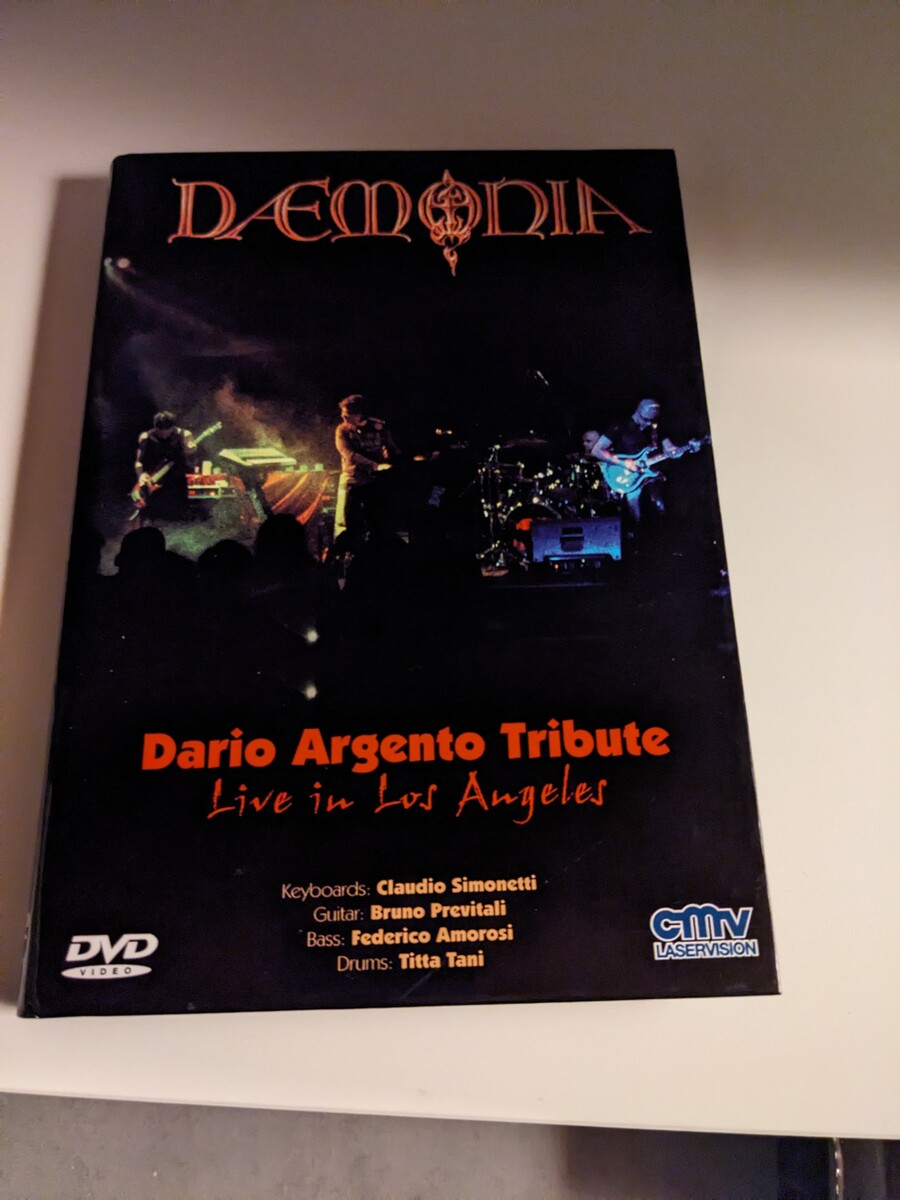 DÆMONIA
Dario Argento Tribute
Live in Los Angeles
Keyboards: Claudio Simonetti
Guitar: Bruno Previtali
Bass: Federico Amorosi
Drums: Titta Tani
DVD
VIDEO
cmv
LASERVISION